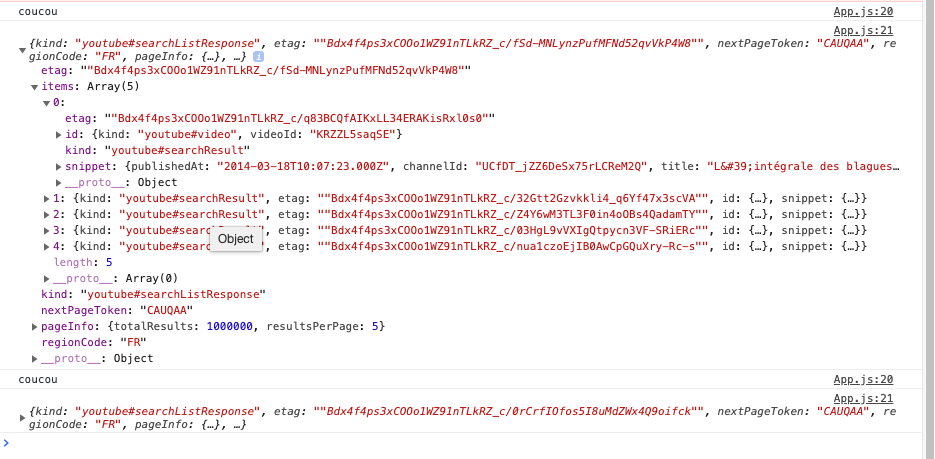 coucou App.js:20
App.js:21
{kind: "youtube#searchListResponse", etag: ""Bdx4f4ps3xCOOo1WZ91nTLkRZ_c/fSd-MNLynzPufMFNd52qvVkP4W8"", nextPageToken: "CAUQAA", re
gionCode: "FR", pageInfo: {…}, …} i
etag: ""Bdx4f4ps3xCOOo1WZ91nTLkRZ_c/fSd-MNLynzPufMFNd52qvVkP4W8""
items: Array(5)
0:
etag: ""Bdx4f4ps3xCOOo1WZ91nTLkRZ_c/q83BCQfAIKxLL34ERAKisRxl0s0""
id: {kind: "youtube#video", videoId: "KRZZL5saqSE"}
kind: "youtube#searchResult"
snippet: {publishedAt: "2014-03-18T10:07:23.000Z", channelId: "UCfDT_jZZ6DeSx75rLCReM2Q", title: "L&#39;intégrale des blagues…
__proto__: Object
1: {kind: "youtube#searchResult", etag: ""Bdx4f4ps3xCOOo1WZ91nTLkRZ_c/32Gtt2Gzvkkli4_q6Yf47x3scVA"", id: {…}, snippet: {…}}
2: {kind: "youtube#searchResult", etag: ""Bdx4f4ps3xCOOo1WZ91nTLkRZ_c/Z4Y6wM3TL3F0in4oOBs4QadamTY"", id: {…}, snippet: {…}}
3: {kind: "youtube#searchResult", etag: ""Bdx4f4ps3xCOOo1WZ91nTLkRZ_c/03HgL9vVXIgQtpycn3VF-SRiERc"", id: {…}, snippet: {…}}
Object
4: {kind: "youtube#searchResult", etag: ""Bdx4f4ps3xCOOo1WZ91nTLkRZ_c/nua1czoEjIB0AwCpGQuXry-Rc-s"", id: {…}, snippet: {…}}
length: 5
__proto__: Array(0)
kind: "youtube#searchListResponse"
nextPageToken: "CAUQAA"
pageInfo: {totalResults: 1000000, resultsPerPage: 5}
regionCode: "FR"
__proto__: Object
coucou App.js:20
App.js:21
{kind: "youtube#searchListResponse", etag: ""Bdx4f4ps3xCOOo1WZ91nTLkRZ_c/0rCrfIOfos5I8uMdZWx4Q9oifck"", nextPageToken: "CAUQAA", re
gionCode: "FR", pageInfo: {…}, …}